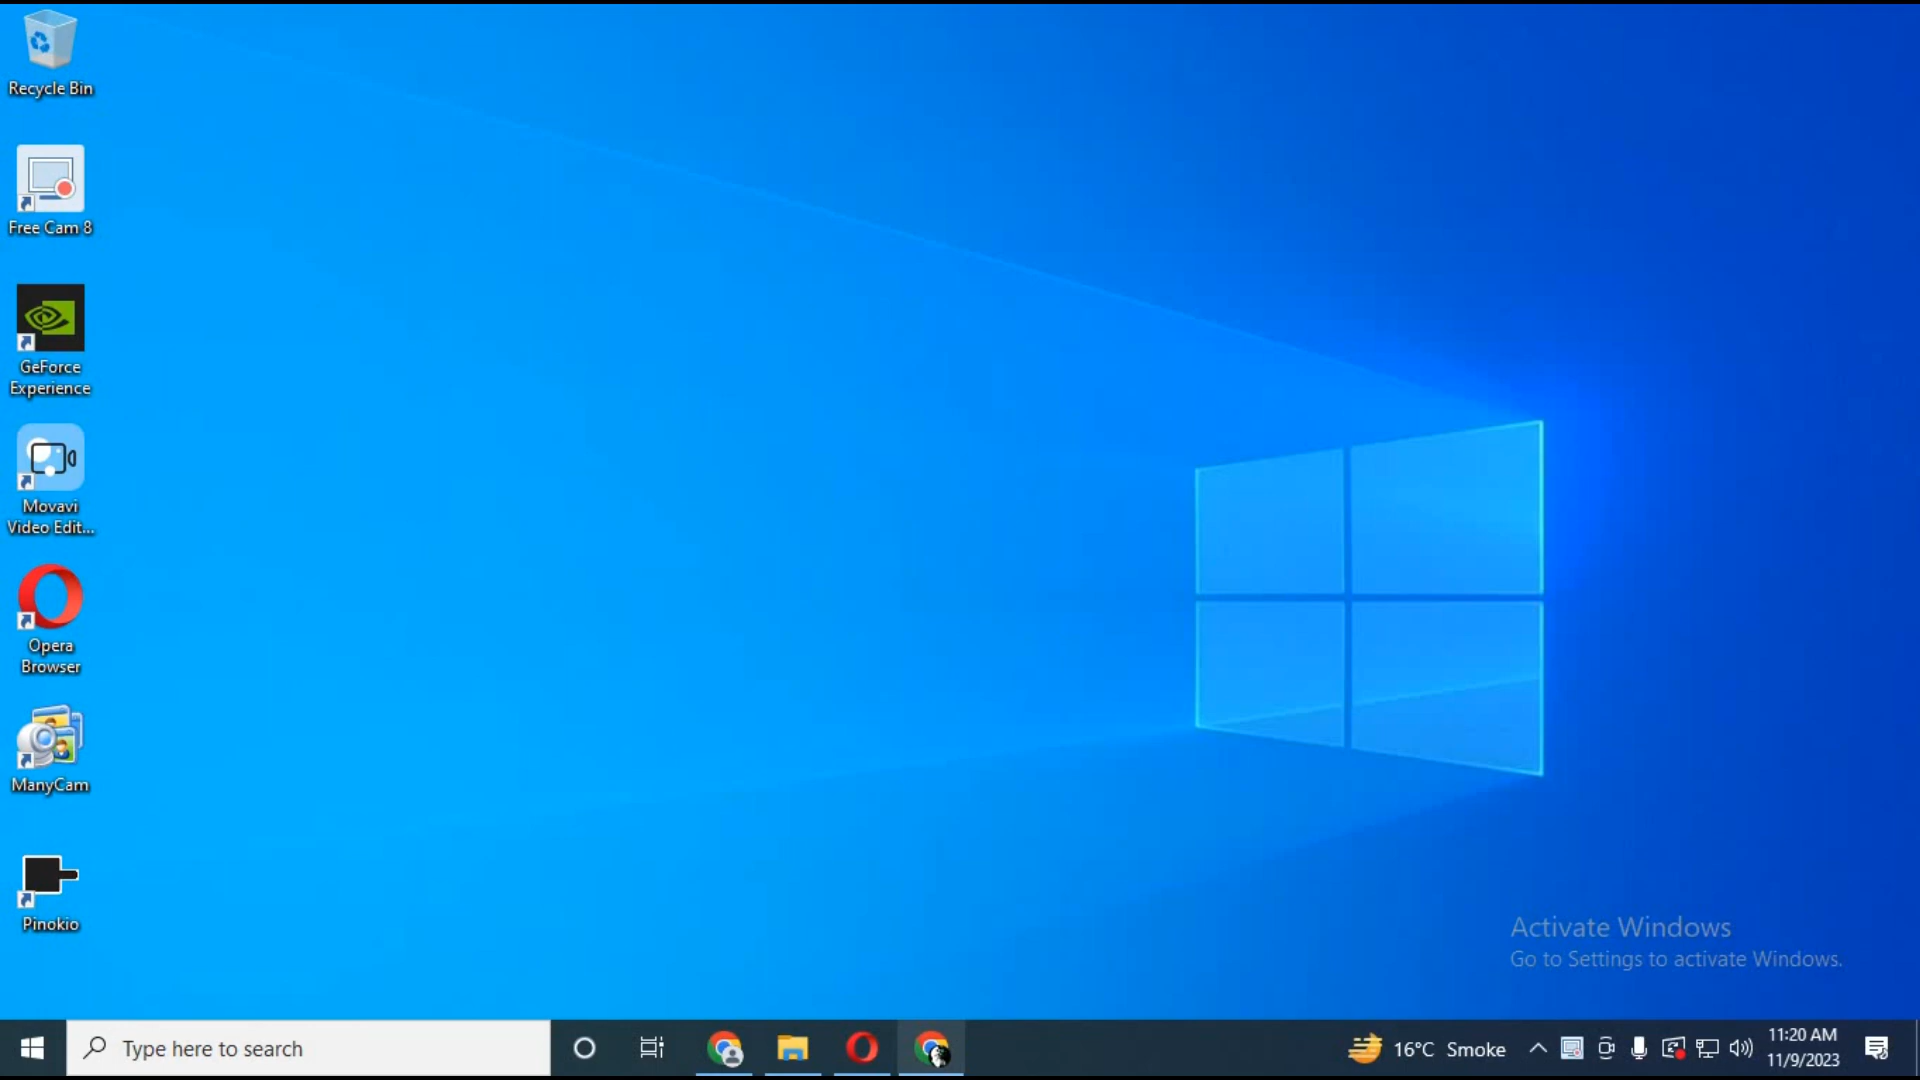 Recycle Bin
Free Cam 8
GeForce
Experience
Movavi
Video Edit...
Opera
Browser
ManyCam
Pinokio
Activate Windows
Go to Settings to activate Windows.
Type here to search
16°C Smoke
11:20 AM
11/9/2023